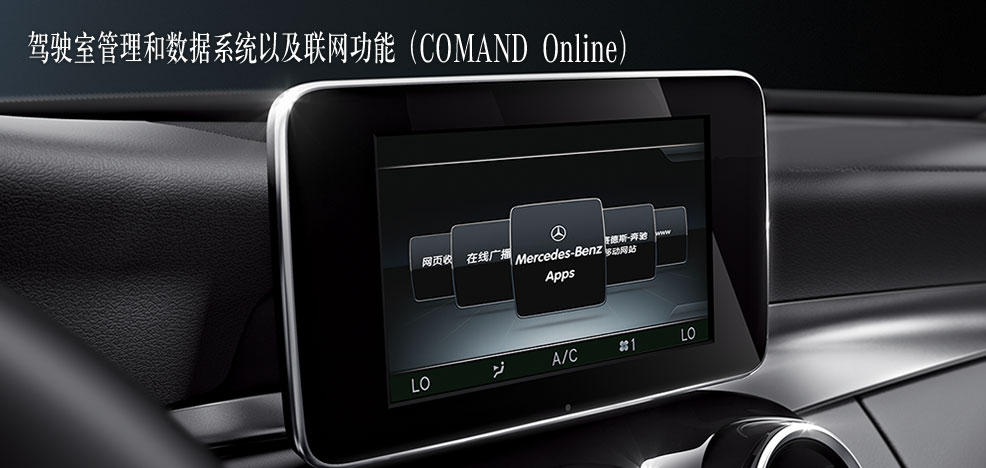 驾驶室管理和数据系统以及联网功能（COMAND Online）
网页收
在线广播
Mercedes-Benz
Apps
赛德斯-奔驰
移动网站
www
LO
A/C
1
LO